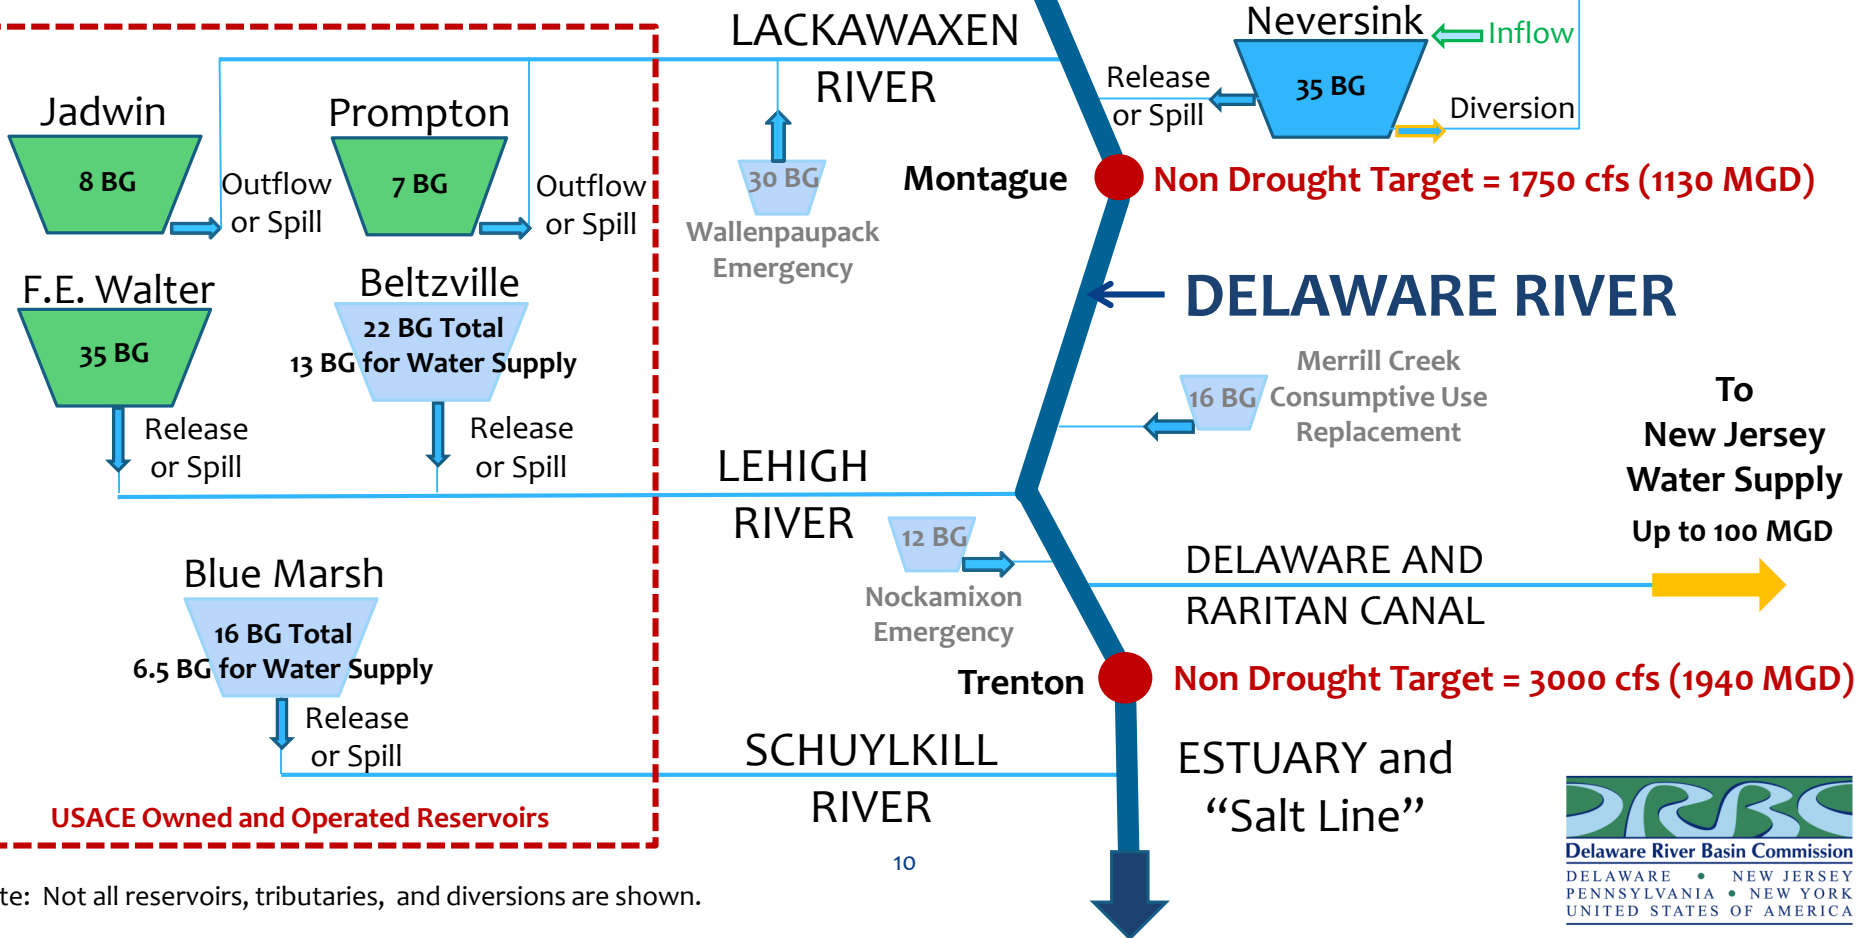 LACKAWAXEN
RIVER
Neversink
Inflow
35 BG
Release
or Spill
Diversion
Jadwin
8 BG
Outflow
or Spill
Prompton
7 BG
Outflow
or Spill
30 BG
Wallenpaupack
Emergency
Montague
Non Drought Target = 1750 cfs (1130 MGD)
F.E. Walter
35 BG
Release
or Spill
Beltzville
22 BG Total
13 BG for Water Supply
Release
or Spill
DELAWARE RIVER
16 BG
Merrill Creek
Consumptive Use
Replacement
To
New Jersey
Water Supply
Up to 100 MGD
LEHIGH
RIVER
12 BG
Nockamixon
Emergency
DELAWARE AND
RARITAN CANAL
Blue Marsh
16 BG Total
6.5 BG for Water Supply
Release
or Spill
Trenton
Non Drought Target = 3000 cfs (1940 MGD)
SCHUYLKILL
RIVER
ESTUARY and
“Salt Line”
USACE Owned and Operated Reservoirs
10
te: Not all reservoirs, tributaries, and diversions are shown.
DRBC
Delaware River Basin Commission
DELAWARE • NEW JERSEY
PENNSYLVANIA • NEW YORK
UNITED STATES OF AMERICA